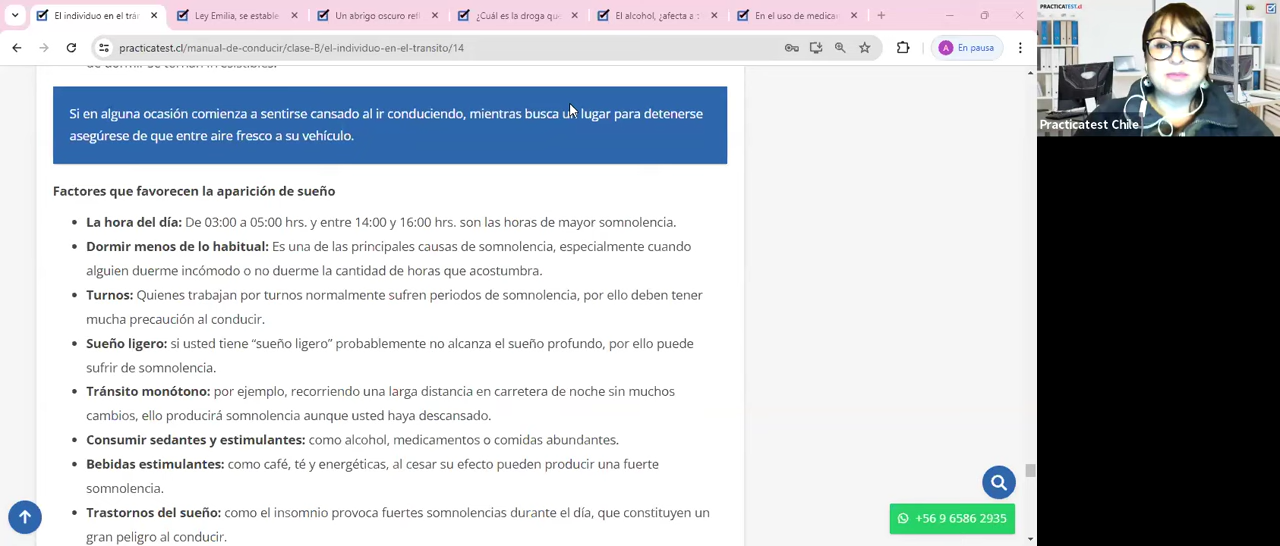 El individuo en el trán
Ley Emilia, se estable
Un abrigo oscuro refl
¿Cuál es la droga que
El alcohol, ¿afecta a t
En el uso de medica
practicatest.cl/manual-de-conducir/clase-B/el-individuo-en-el-transito/14
A En pausa
de dormir se tornan irresistibles.
Si en alguna ocasión comienza a sentirse cansado al ir conduciendo, mientras busca un lugar para detenerse
asegúrese de que entre aire fresco a su vehículo.
Factores que favorecen la aparición de sueño
La hora del día: De 03:00 a 05:00 hrs. y entre 14:00 y 16:00 hrs. son las horas de mayor somnolencia.
Dormir menos de lo habitual: Es una de las principales causas de somnolencia, especialmente cuando
alguien duerme incómodo o no duerme la cantidad de horas que acostumbra.
Turnos: Quienes trabajan por turnos normalmente sufren periodos de somnolencia, por ello deben tener
mucha precaución al conducir.
Sueño ligero: si usted tiene “sueño ligero” probablemente no alcanza el sueño profundo, por ello puede
sufrir de somnolencia.
Tránsito monótono: por ejemplo, recorriendo una larga distancia en carretera de noche sin muchos
cambios, ello producirá somnolencia aunque usted haya descansado.
Consumir sedantes y estimulantes: como alcohol, medicamentos o comidas abundantes.
Bebidas estimulantes: como café, té y energéticas, al cesar su efecto pueden producir una fuerte
somnolencia.
Trastornos del sueño: como el insomnio provoca fuertes somnolencias durante el día, que constituyen un
gran peligro al conducir.
+56 9 6586 2935
PRACTICATEST.cl
Practicatest Chile